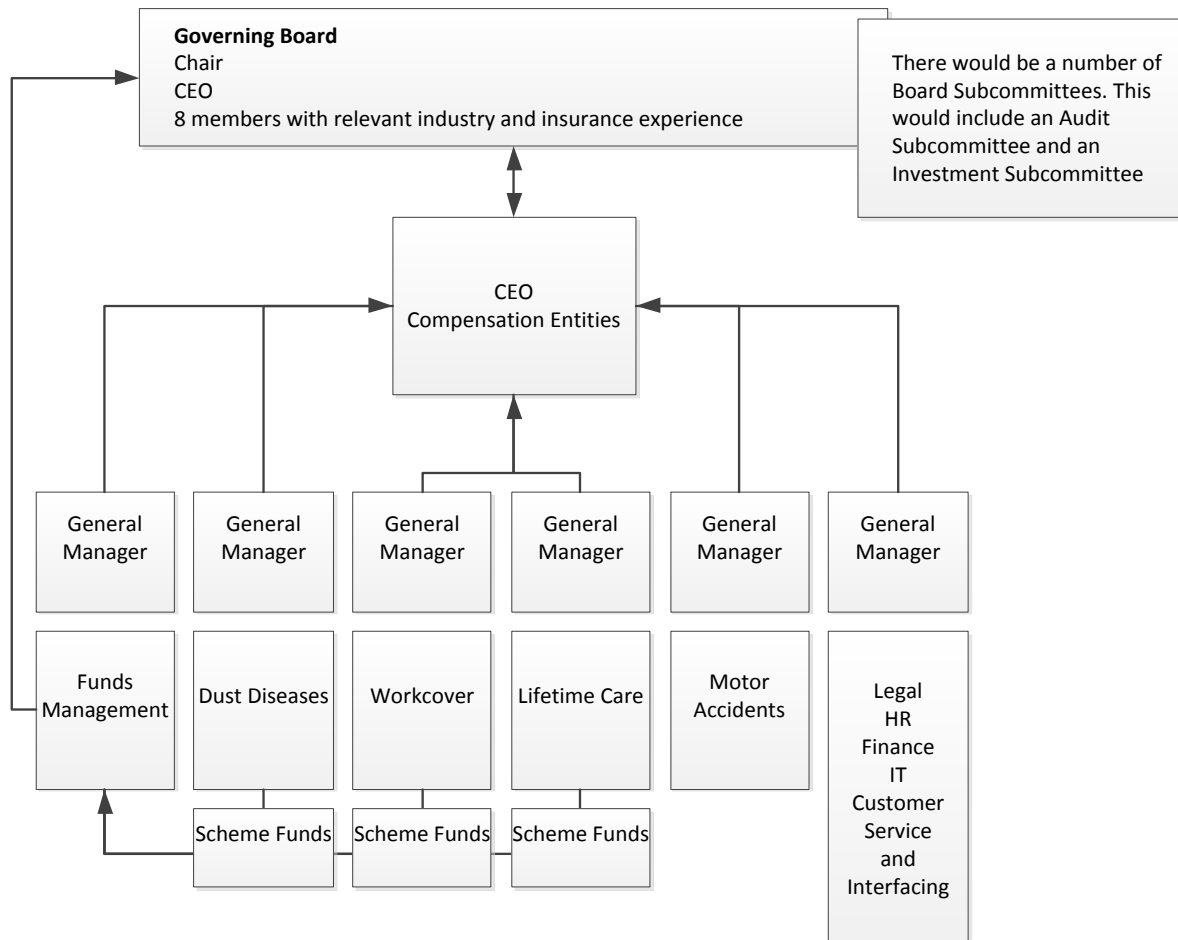 Governing Board
Chair
CEO
8 members with relevant industry and insurance experience
There would be a number of
Board Subcommittees. This
would include an Audit
Subcommittee and an
Investment Subcommittee
CEO
Compensation Entities
General
Manager
General
Manager
General
Manager
General
Manager
General
Manager
General
Manager
Funds
Management
Dust Diseases
Workcover
Lifetime Care
Motor
Accidents
Legal
HR
Finance
IT
Customer
Service
and
Interfacing
Scheme Funds
Scheme Funds
Scheme Funds